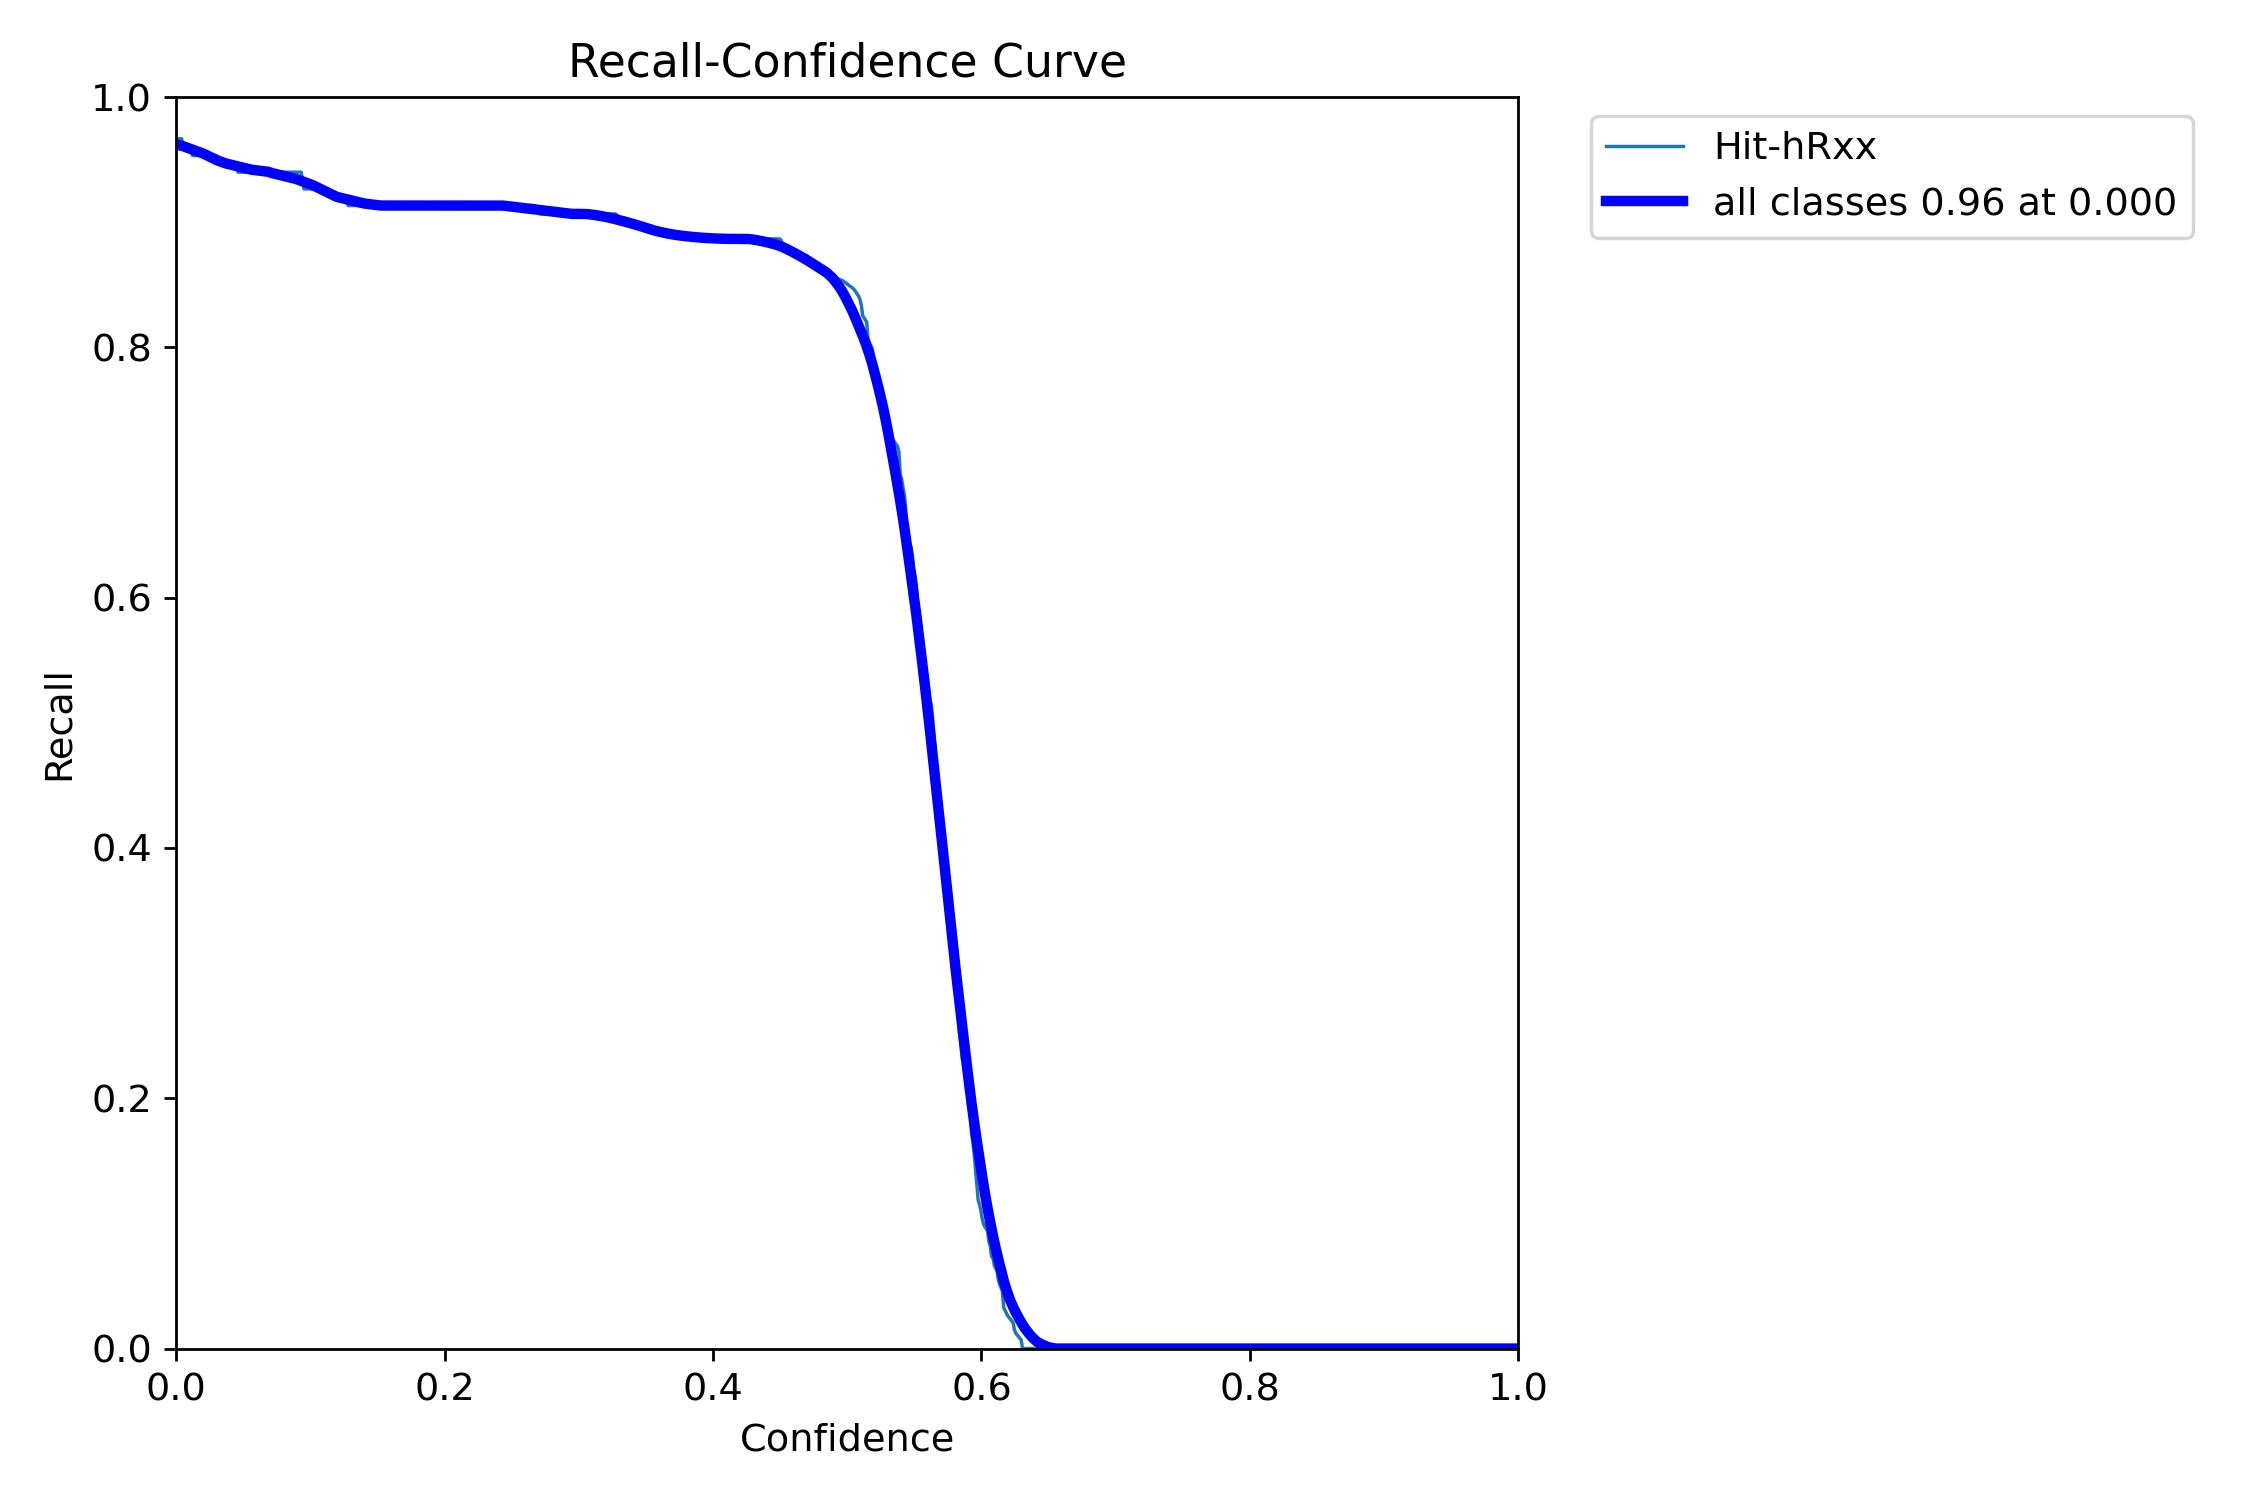 Recall-Confidence Curve
1.0
0.8
0.6
0.4
0.2
0.0
Recall
0.0 0.2 0.4 0.6 0.8 1.0
Confidence
Hit-hRxx
all classes 0.96 at 0.000